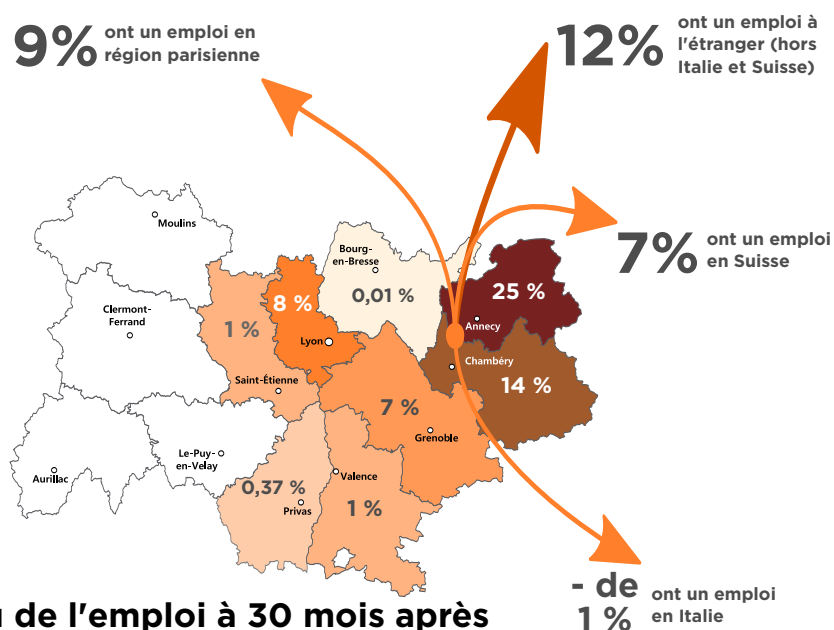 9% ont un emploi en
région parisienne
12% ont un emploi à
l'étranger (hors
Italie et Suisse)
7% ont un emploi
en Suisse
Moulins
Bourg-
en-Bresse
0,01 %
25 %
Annecy
Clermont-
Ferrand
8 %
1 %
Lyon
Chambéry
14 %
Saint-Étienne
7 %
Grenoble
Le-Puy-
en-Velay
Aurillac
Valence
0,37 %
Privas
1 %
- de
1 %
ont un emploi
en Italie
de l'emploi à 30 mois après